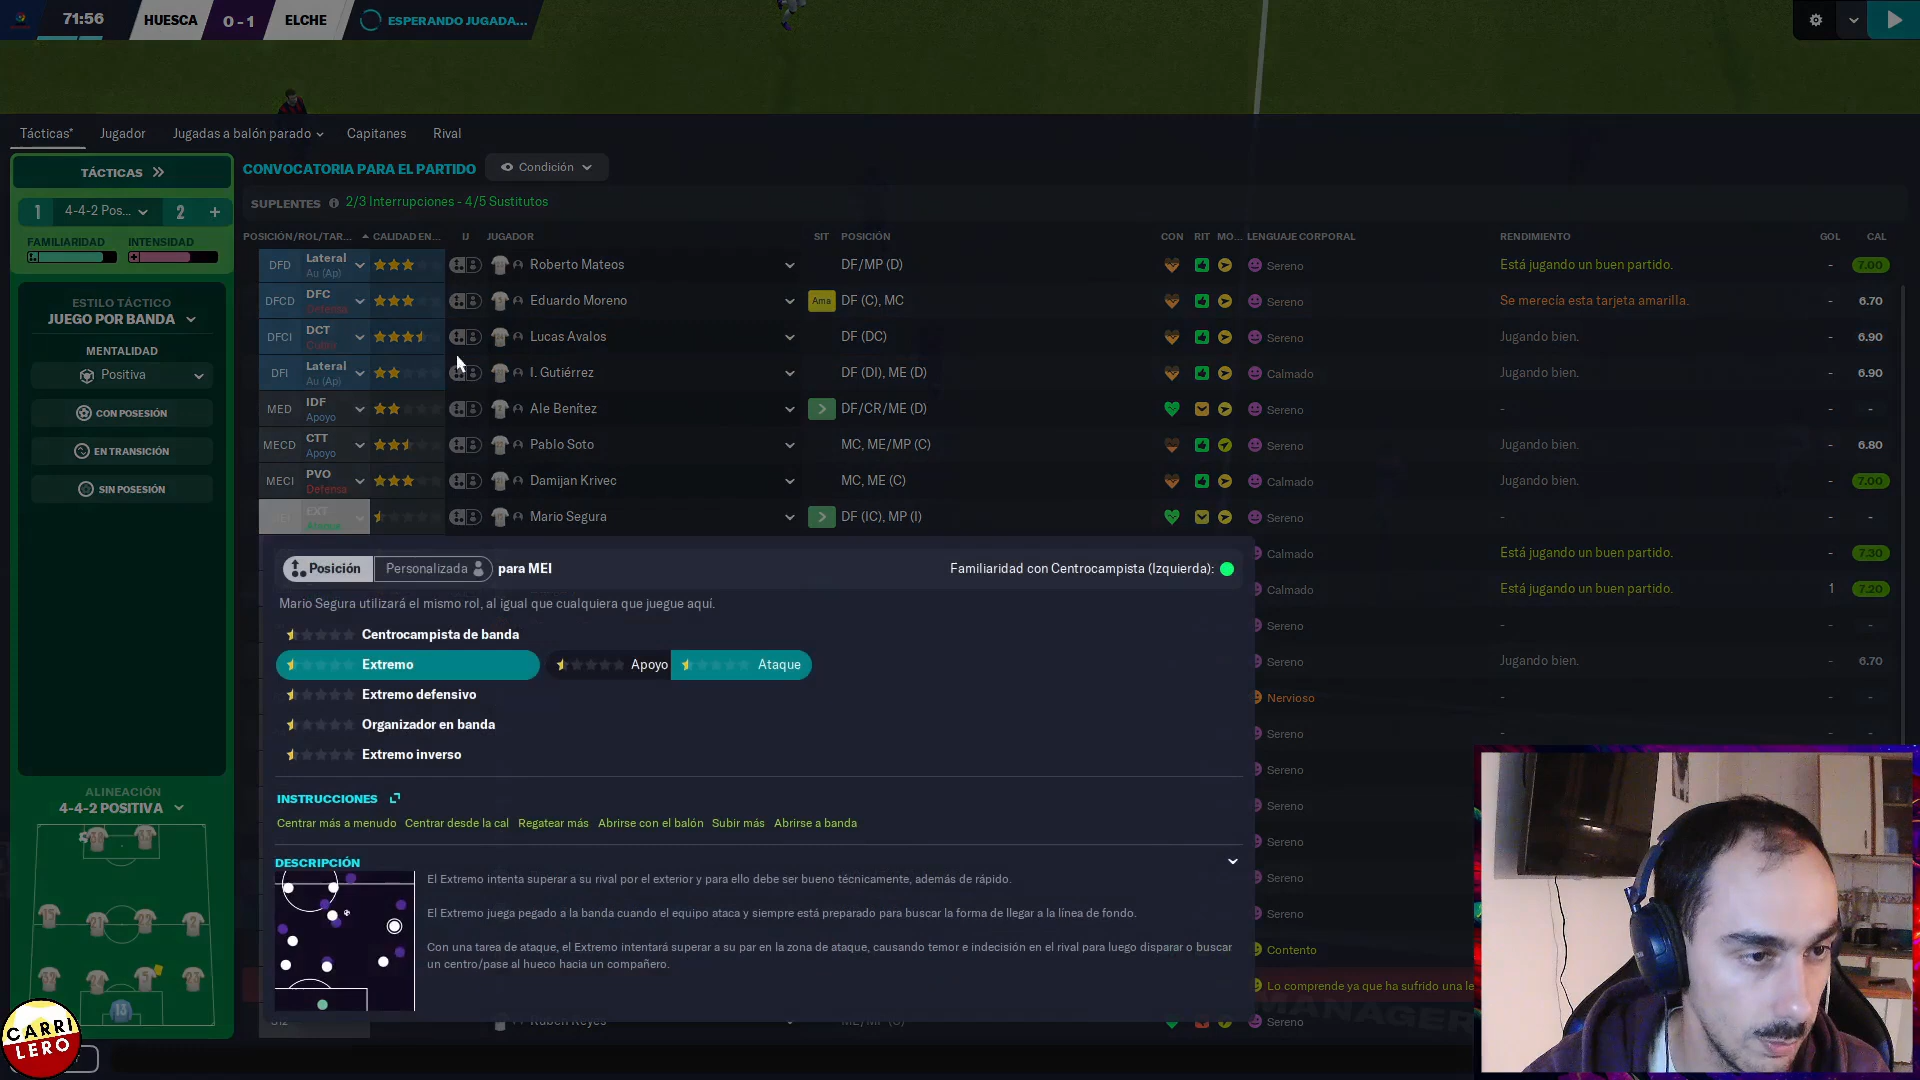 71:56 HUESCA 0 - 1 ELCHE ESPERANDO JUGADA...
Tácticas* Jugador Jugadas a balón parado Capitanes Rival
TÁCTICAS
1 4-4-2 Pos... 2 +
FAMILIARIDAD INTENSIDAD
ESTILO TÁCTICO
JUEGO POR BANDA
MENTALIDAD
Positiva
CON POSESIÓN
EN TRANSICIÓN
SIN POSESIÓN
ALINEACIÓN
4-4-2 POSITIVA
13
CARRI
LERO
CONVOCATORIA PARA EL PARTIDO Condición
SUPLENTES 2/3 Interrupciones - 4/5 Sustitutos
POSICIÓN/ROL/TAR... CALIDAD EN... IJ JUGADOR SIT POSICIÓN CON RIT MO... LENGUAJE CORPORAL RENDIMIENTO GOL CAL
DFD Lateral Au (Ap) Roberto Mateos DF/MP (D) Sereno Está jugando un buen partido. - 7.00
DFCD DFC Defensa Eduardo Moreno Ama DF (C), MC Sereno Se merecía esta tarjeta amarilla. - 6.70
DFCI DCT Cubrir Lucas Avalos DF (DC) Sereno Jugando bien. - 6.90
DFI Lateral Au (Ap) I. Gutiérrez DF (DI), ME (D) Calmado Jugando bien. - 6.90
MED IDF Apoyo Ale Benítez DF/CR/ME (D) Sereno - - -
MECD CTT Apoyo Pablo Soto MC, ME/MP (C) Sereno Jugando bien. - 6.80
MECI PVO Defensa Damijan Krivec MC, ME (C) Calmado Jugando bien. - 7.00
EXT Ataque Mario Segura DF (IC), MP (I) Sereno - - -
Calmado Está jugando un buen partido. - 7.30
Calmado Está jugando un buen partido. 1 7.20
Sereno - - -
Sereno Jugando bien. - 6.70
Nervioso - - -
Sereno -
Sereno
Sereno
Sereno
Sereno
Sereno
Contento
Lo comprende ya que ha sufrido una le
S12 Rubén Reyes ME/MP (C) Sereno
MANAGER
Posición Personalizada para MEI Familiaridad con Centrocampista (Izquierda):
Mario Segura utilizará el mismo rol, al igual que cualquiera que juegue aquí.
Centrocampista de banda
Extremo Apoyo Ataque
Extremo defensivo
Organizador en banda
Extremo inverso
INSTRUCCIONES
Centrar más a menudo Centrar desde la cal Regatear más Abrirse con el balón Subir más Abrirse a banda
DESCRIPCIÓN
El Extremo intenta superar a su rival por el exterior y para ello debe ser bueno técnicamente, además de rápido.
El Extremo juega pegado a la banda cuando el equipo ataca y siempre está preparado para buscar la forma de llegar a la línea de fondo.
Con una tarea de ataque, el Extremo intentará superar a su par en la zona de ataque, causando temor e indecisión en el rival para luego disparar o buscar
un centro/pase al hueco hacia un compañero.